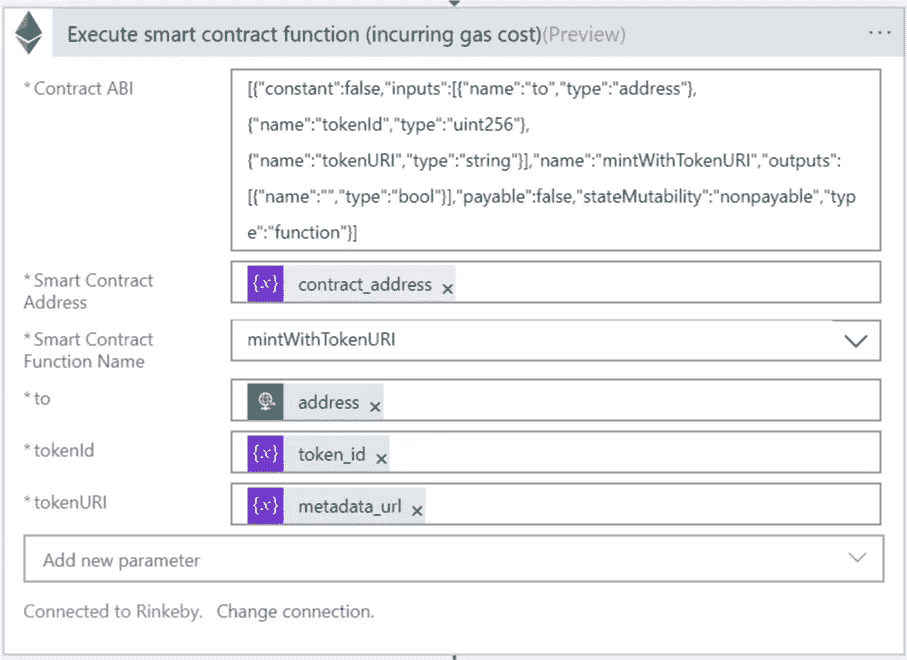 Execute smart contract function (incurring gas cost)(Preview) ...
*Contract ABI
[{"constant":false,"inputs":[{"name":"to","type":"address"},
{"name":"tokenId","type":"uint256"},
{"name":"tokenURI","type":"string"}],"name":"mintWithTokenURI","outputs":
[{"name":"","type":"bool"}],"payable":false,"stateMutability":"nonpayable","typ
e":"function"}]
*Smart Contract
Address
{x} contract_address ×
*Smart Contract
Function Name
mintWithTokenURI
*to
address ×
*tokenId
{x} token_id ×
*tokenURI
{x} metadata_url ×
Add new parameter
Connected to Rinkeby. Change connection.